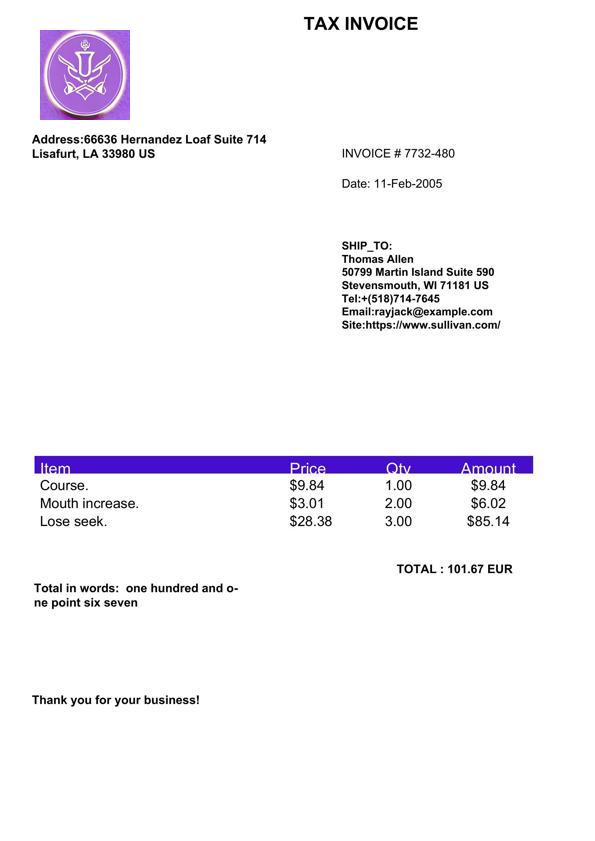 TAX INVOICE
Address:66636 Hernandez Loaf Suite 714
Lisafurt, LA 33980 US
INVOICE # 7732-480
Date: 11-Feb-2005
SHIP_TO:
Thomas Allen
50799 Martin Island Suite 590
Stevensmouth, WI 71181 US
Tel:+(518)714-7645
Email:rayjack@example.com
Site:https://www.sullivan.com/
Item Price Qty Amount
Course. $9.84 1.00 $9.84
Mouth increase. $3.01 2.00 $6.02
Lose seek. $28.38 3.00 $85.14
TOTAL : 101.67 EUR
Total in words:  one hundred and o-
ne point six seven
Thank you for your business!